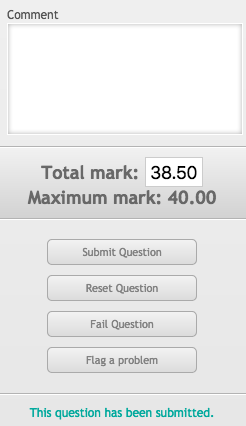 Comment
Total mark: 38.50
Maximum mark: 40.00
Submit Question
Reset Question
Fail Question
Flag a problem
This question has been submitted.